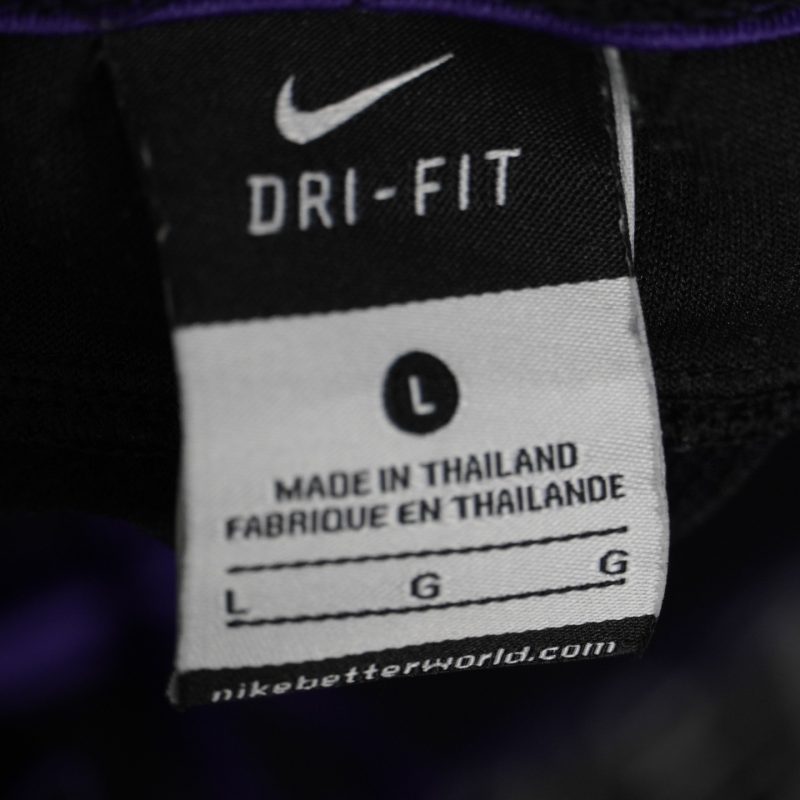 DRI-FIT
L
MADE IN THAILAND
FABRIQUE EN THAILANDE
L G G
nikebetterworld.com